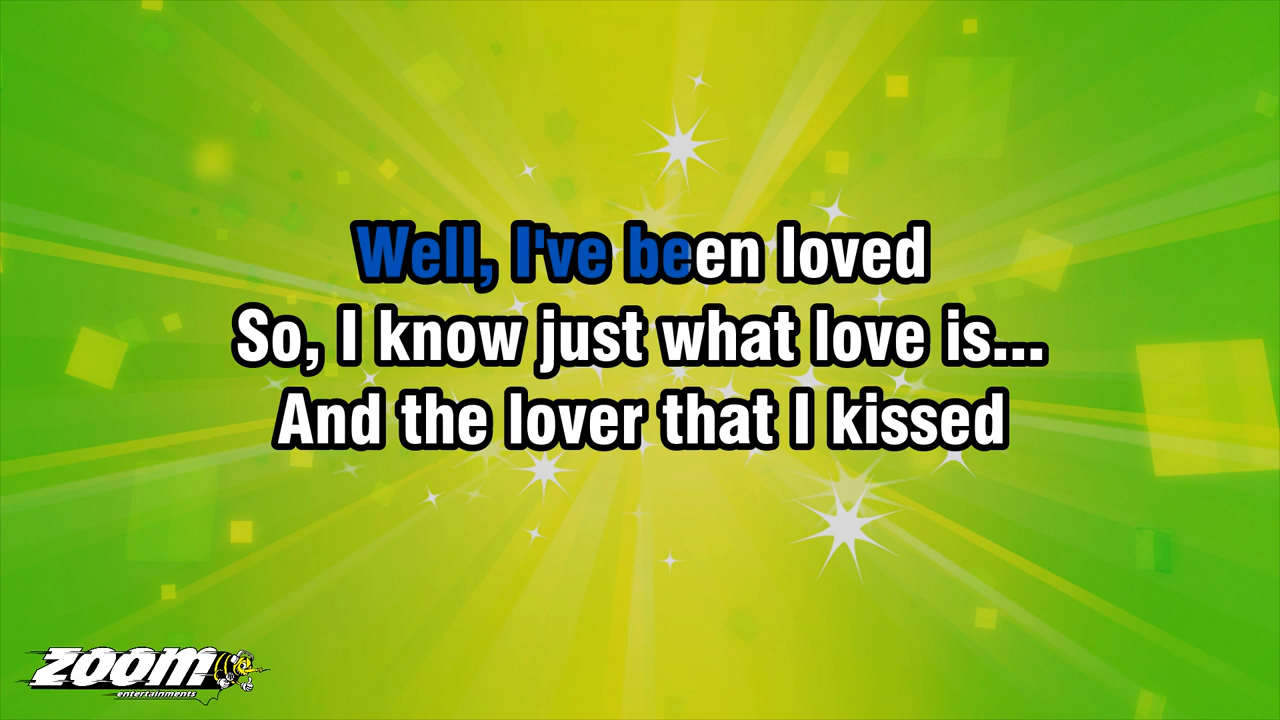 Well, I've been loved
So, I know just what love is...
And the lover that I kissed
ZOOM
entertainments